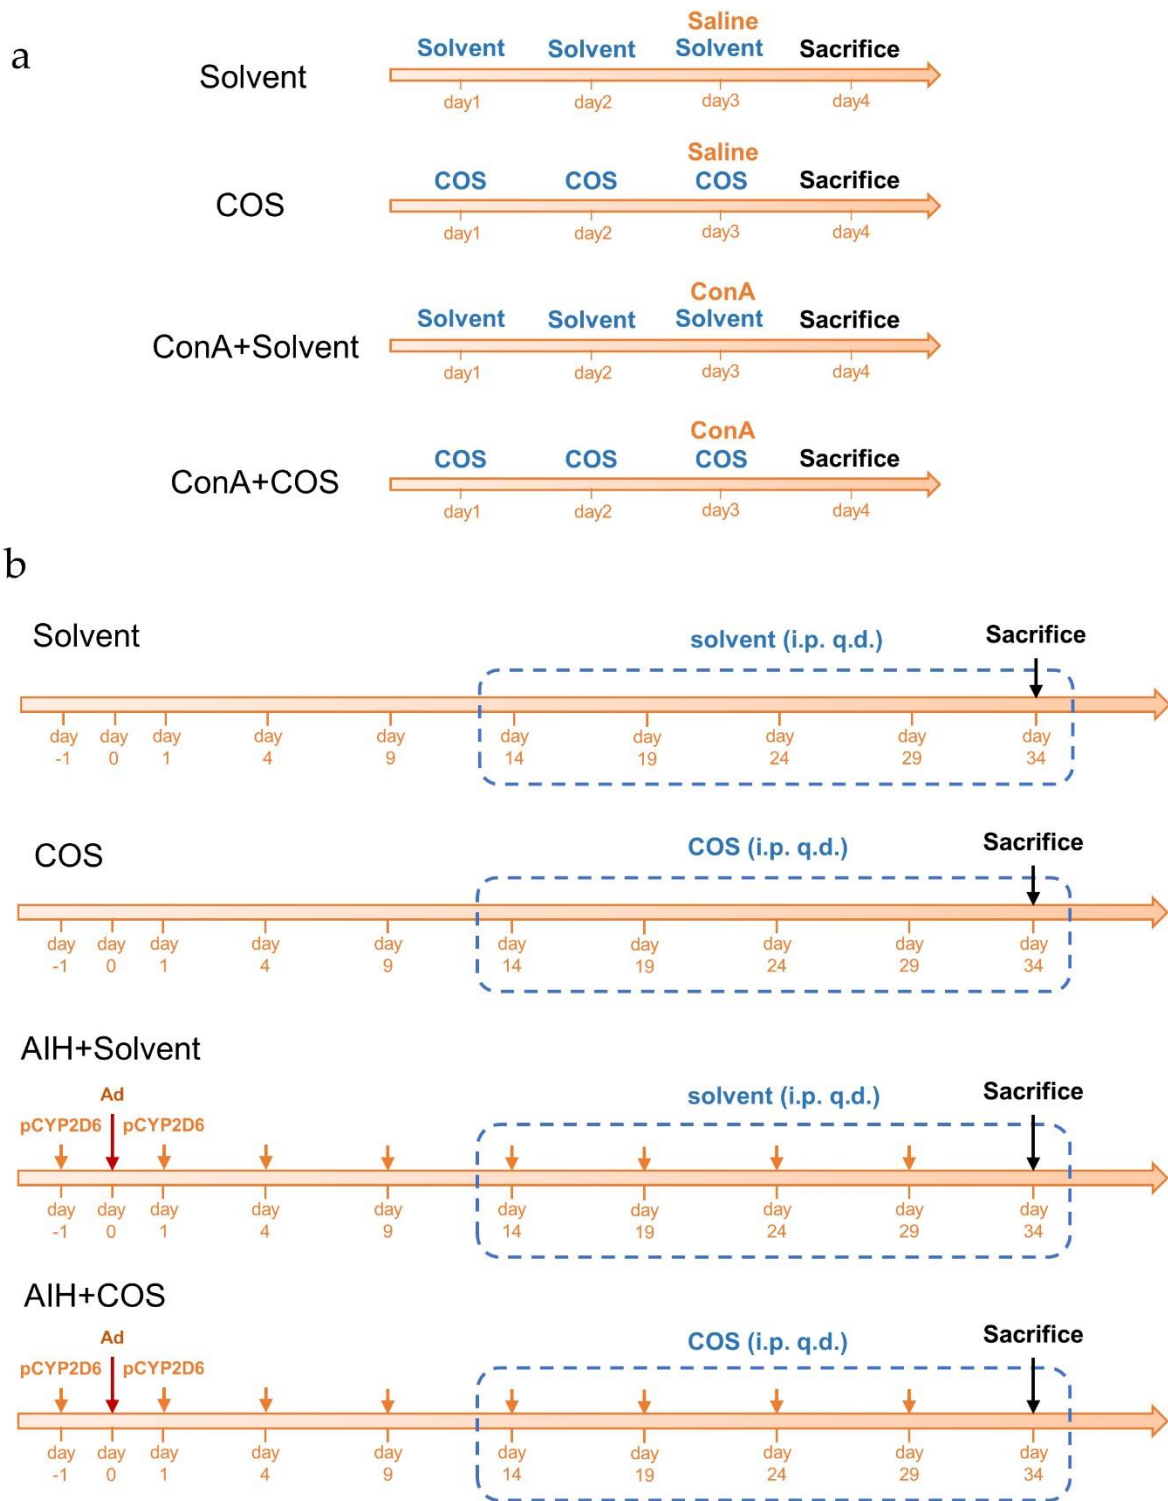 a
Saline
Solvent Solvent Solvent Sacrifice
Solvent
day1 day2 day3 day4
Saline
COS COS COS Sacrifice
COS
day1 day2 day3 day4
ConA
Solvent Solvent Solvent Sacrifice
ConA+Solvent
day1 day2 day3 day4
ConA
COS COS COS Sacrifice
ConA+COS
day1 day2 day3 day4
b
Solvent
solvent (i.p. q.d.) Sacrifice
day day day day day day day day day day
-1 0 1 4 9 14 19 24 29 34
COS
COS (i.p. q.d.) Sacrifice
day day day day day day day day day day
-1 0 1 4 9 14 19 24 29 34
AIH+Solvent
Ad solvent (i.p. q.d.) Sacrifice
pCYP2D6 pCYP2D6
day day day day day day day day day day
-1 0 1 4 9 14 19 24 29 34
AIH+COS
Ad COS (i.p. q.d.) Sacrifice
pCYP2D6 pCYP2D6
day day day day day day day day day day
-1 0 1 4 9 14 19 24 29 34